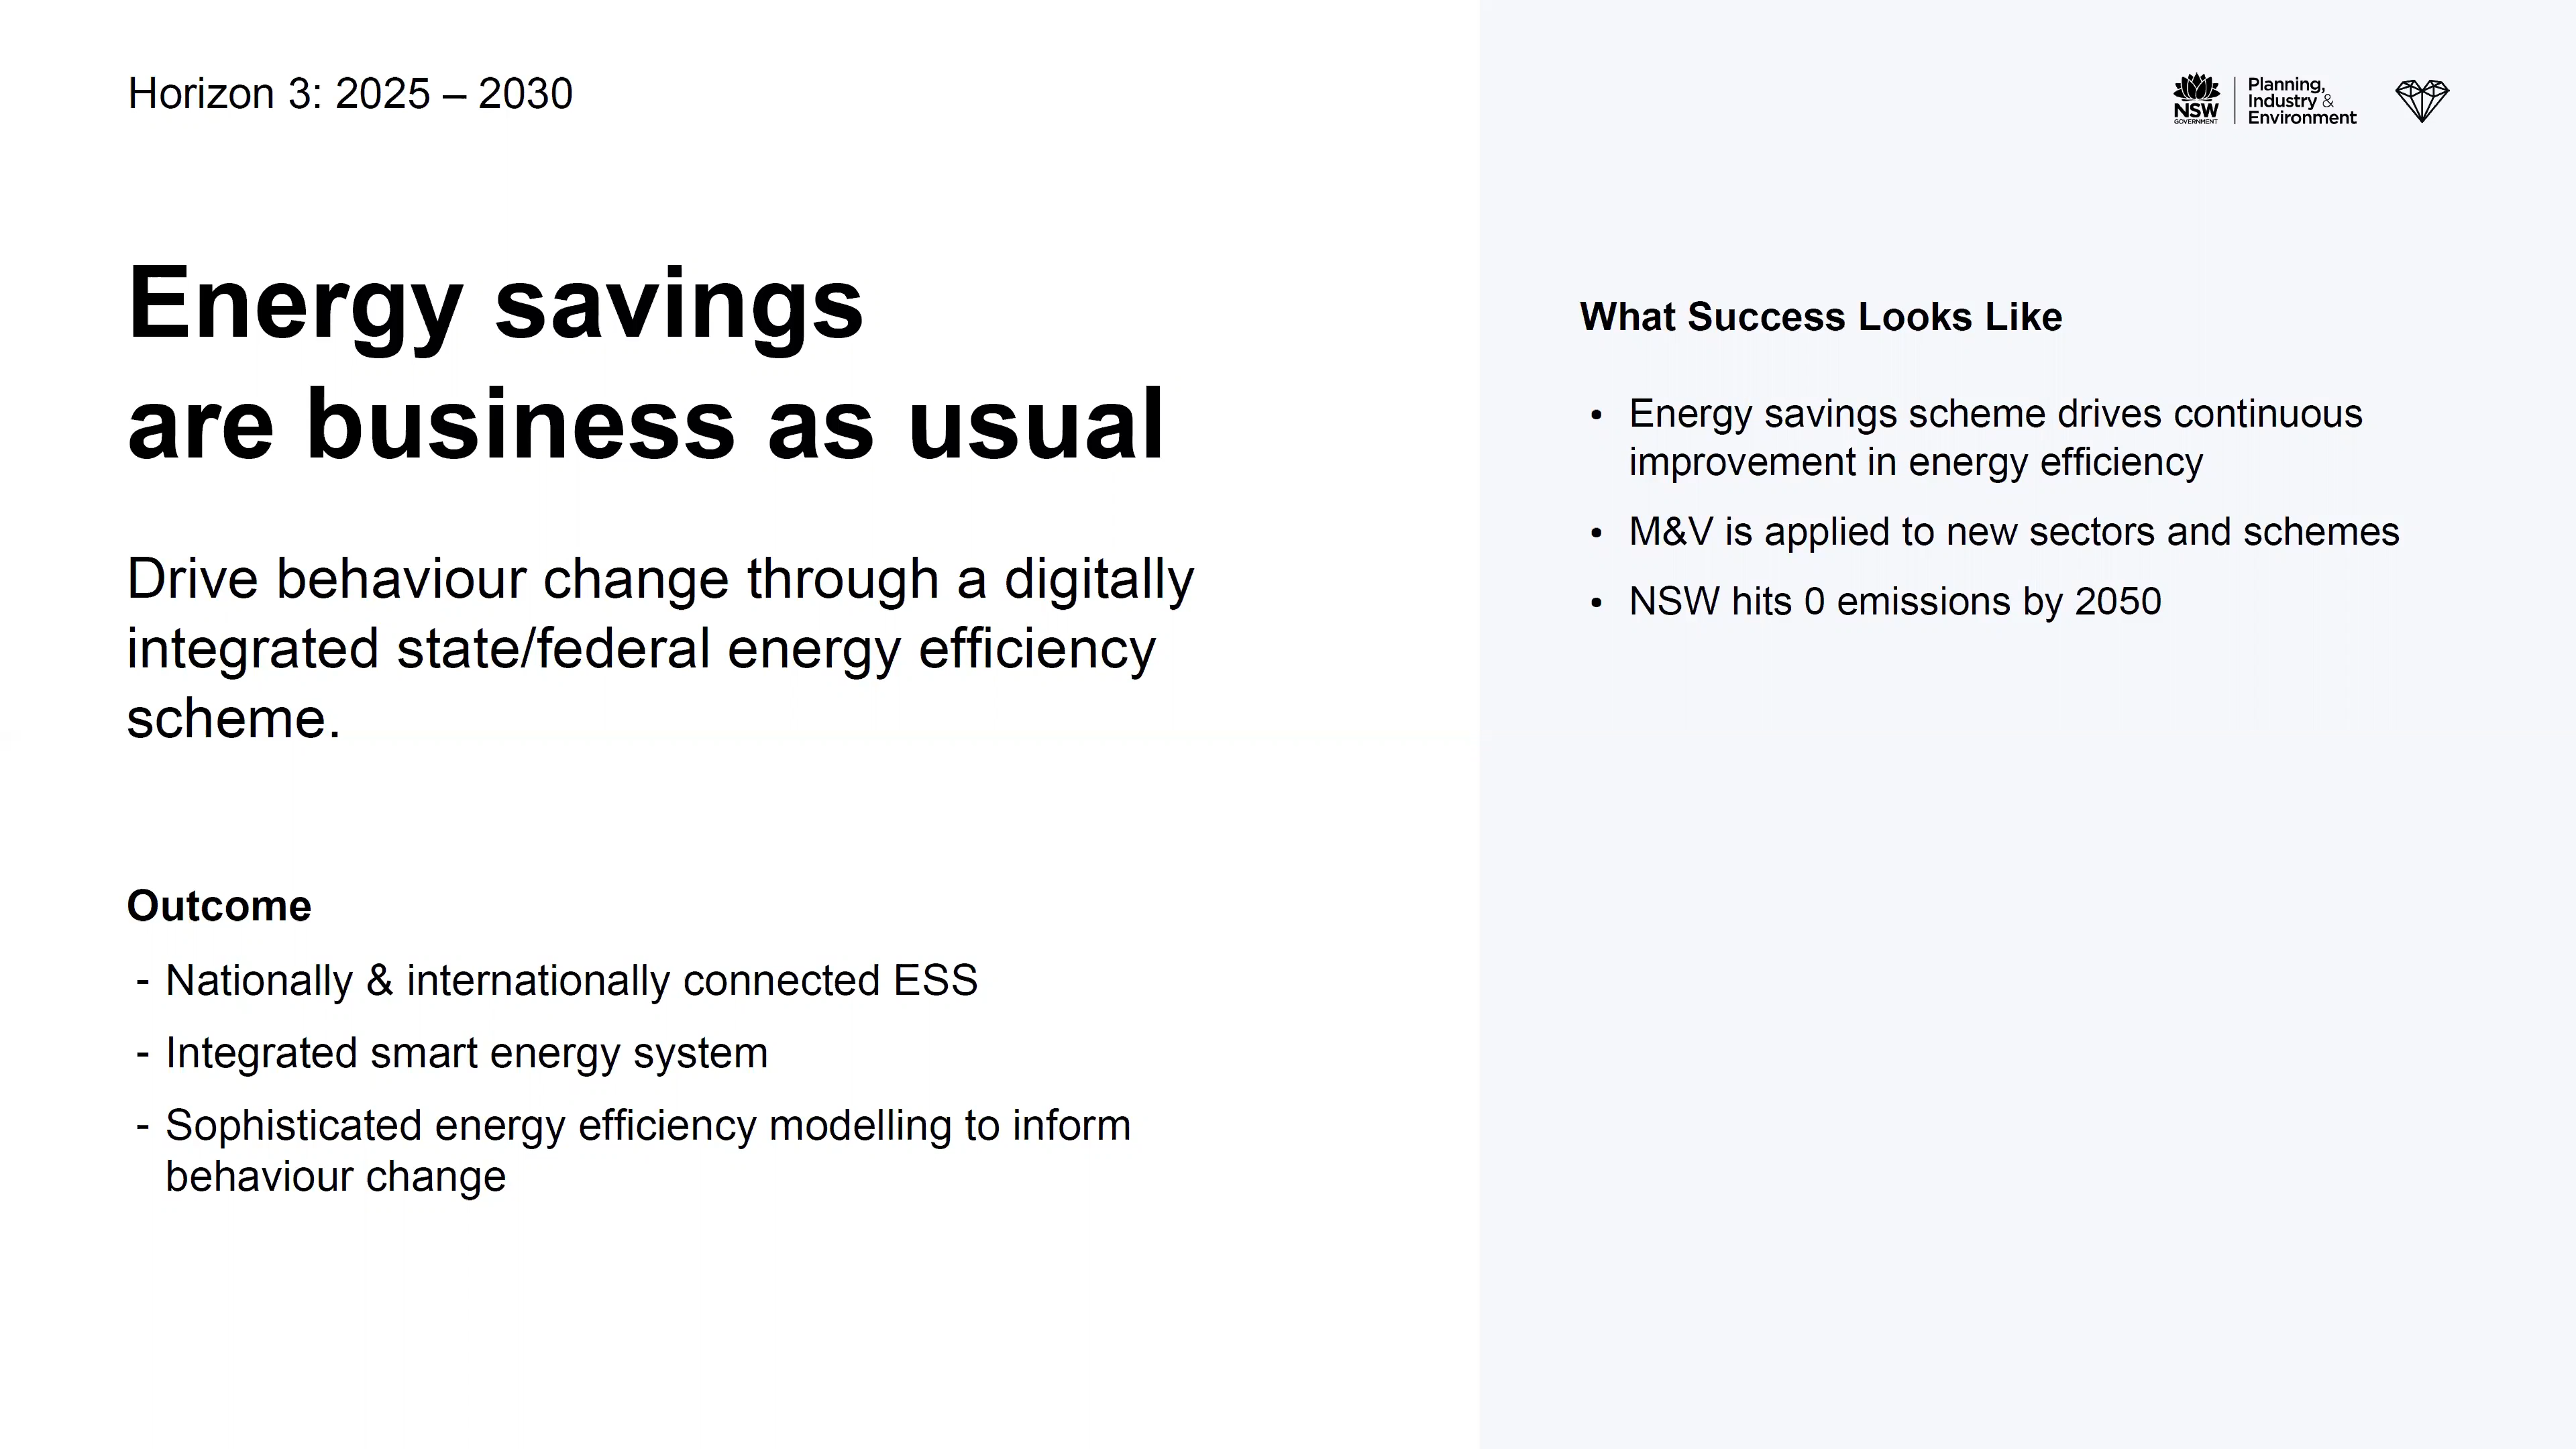 Horizon 3: 2025 – 2030
NSW
GOVERNMENT
Planning,
Industry &
Environment
Energy savings
are business as usual
Drive behaviour change through a digitally
integrated state/federal energy efficiency
scheme.
Outcome
- Nationally & internationally connected ESS
- Integrated smart energy system
- Sophisticated energy efficiency modelling to inform
behaviour change
What Success Looks Like
• Energy savings scheme drives continuous
improvement in energy efficiency
• M&V is applied to new sectors and schemes
• NSW hits 0 emissions by 2050